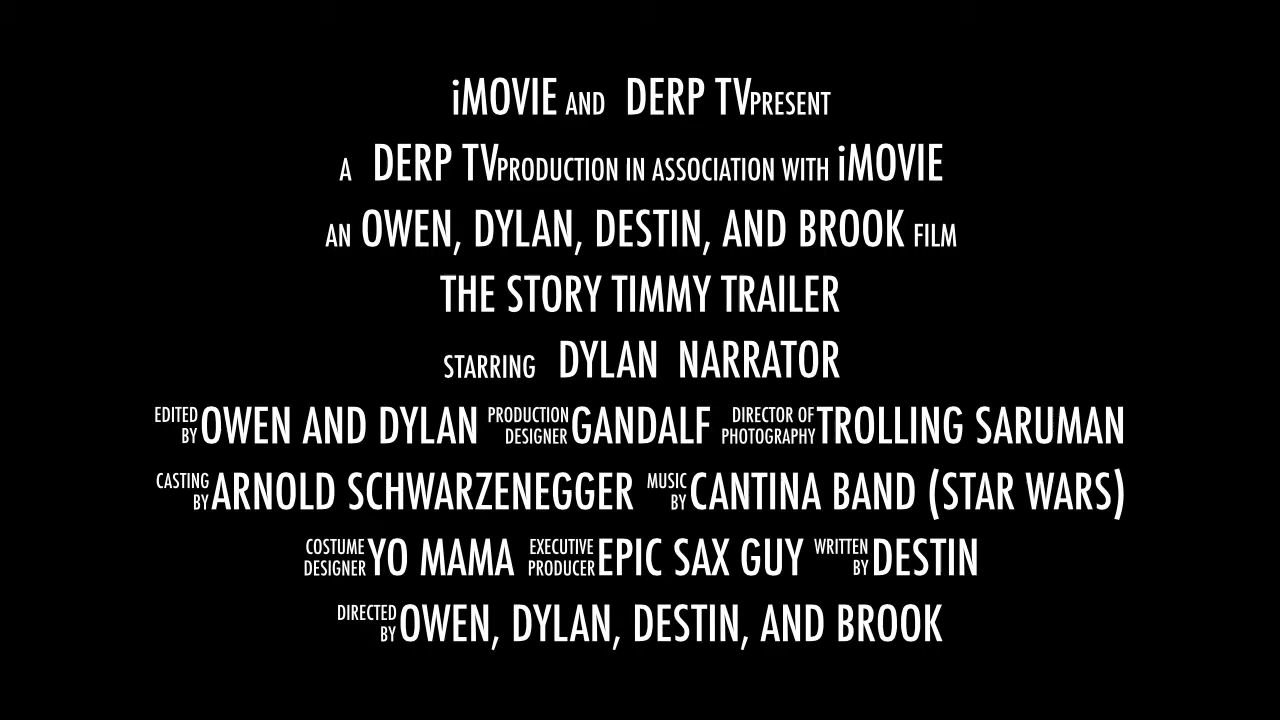 iMOVIE AND DERP TV PRESENT
A DERP TV PRODUCTION IN ASSOCIATION WITH iMOVIE
AN OWEN, DYLAN, DESTIN, AND BROOK FILM
THE STORY TIMMY TRAILER
STARRING DYLAN NARRATOR
EDITED BY OWEN AND DYLAN PRODUCTION DESIGNER GANDALF DIRECTOR OF PHOTOGRAPHY TROLLING SARUMAN
CASTING BY ARNOLD SCHWARZENEGGER MUSIC BY CANTINA BAND (STAR WARS)
COSTUME DESIGNER YO MAMA EXECUTIVE PRODUCER EPIC SAX GUY WRITTEN BY DESTIN
DIRECTED BY OWEN, DYLAN, DESTIN, AND BROOK